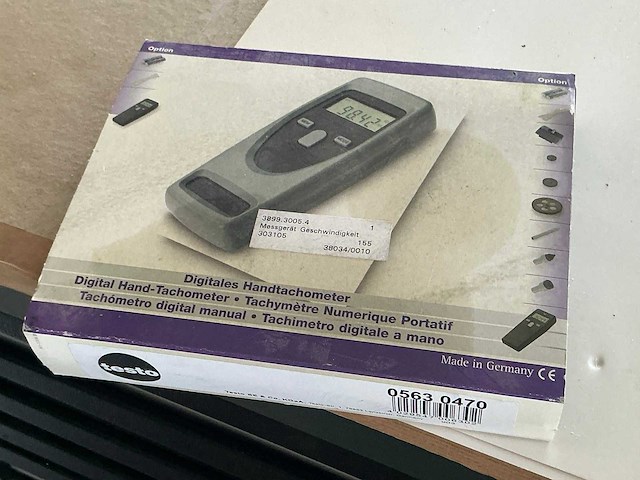 Option
Option
98.42
3899.3005.4 1
Messgerät Geschwindigkeit
303105 155
38034/0010
Digitales Handtachometer
Digital Hand-Tachometer • Tachymètre Numerique Portatif
Tachómetro digital manual • Tachimetro digitale a mano
Made in Germany CE
testo
0563 0470